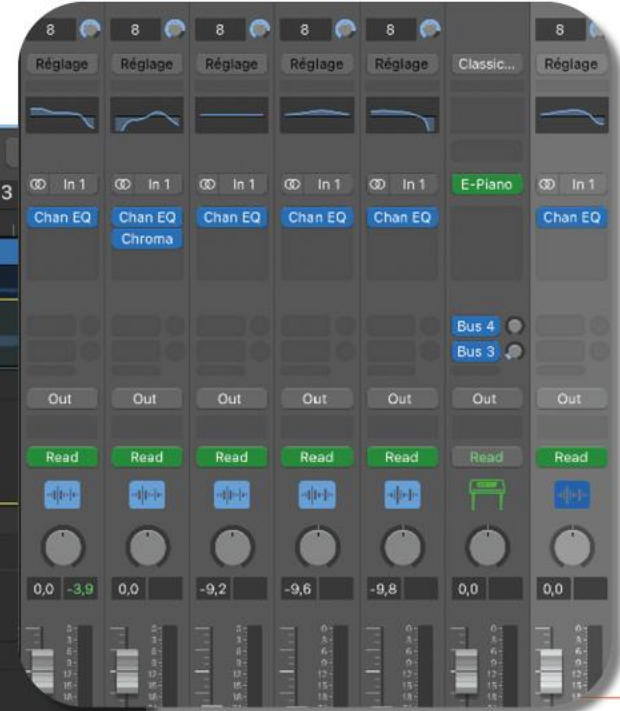 8 8 8 8 8 8
Réglage Réglage Réglage Réglage Réglage Classic... Réglage
3 In 1 In 1 In 1 In 1 In 1 E-Piano In 1
Chan EQ Chan EQ Chan EQ Chan EQ Chan EQ Chan EQ
Chroma
Bus 4
Bus 3
Out Out Out Out Out Out Out
Read Read Read Read Read Read Read
0,0 -3,9 0,0 -9,2 -9,6 -9,8 0,0 0,0